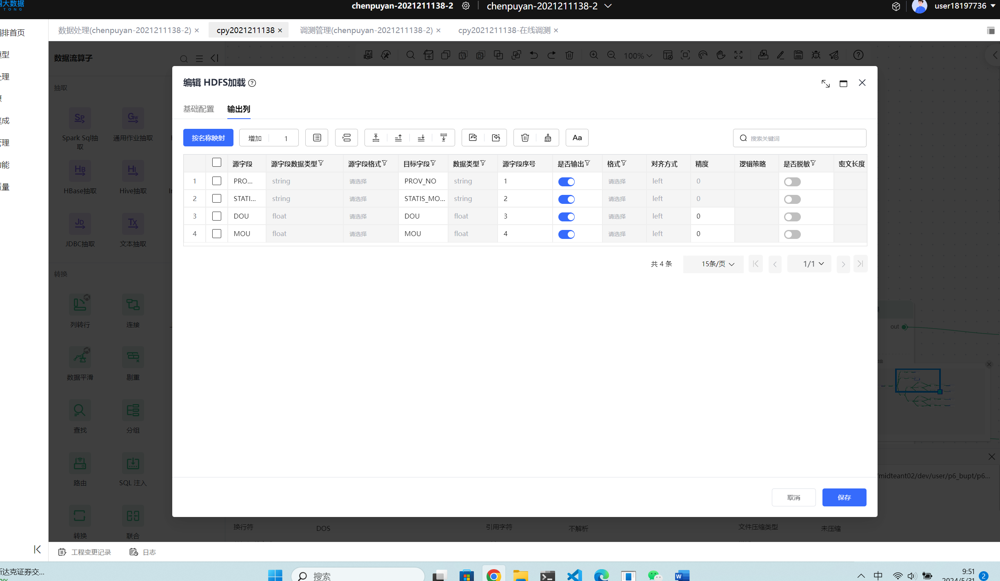 大数据
TONG
chenpuyan-2021211138-2
chenpuyan-2021211138-2
user18197736
排首页
数据处理(chenpuyan-2021211138-2)
cpy2021211138
调测管理(chenpuyan-2021211138-2)
cpy2021211138-在线调测
模型
处理
集成
管理
功能
质量
数据流算子
100%
抽取
Spark Sql抽取
通用作业抽取
HBase抽取
Hive抽取
JDBC抽取
文本抽取
转换
列转行
连接
数据平滑
剔重
查找
分组
路由
SQL 注入
转换
联合
编辑 HDFS加载
基础配置
输出列
按名称映射
增加
1
Aa
搜索关键词
源字段 源字段数据类型 源字段格式 目标字段 数据类型 源字段序号 是否输出 格式 对齐方式 精度 逻辑策略 是否脱敏 密文长度
1 PRO... string 请选择 PROV_NO string 1 请选择 left 0
2 STATI... string 请选择 STATIS_MO... string 2 请选择 left 0
3 DOU float 请选择 DOU float 3 请选择 left 0
4 MOU float 请选择 MOU float 4 请选择 left 0
共 4 条
15条/页
1/1
out
/midteant02/dev/user/p6_bupt/p6...
取消
保存
换行符
DOS
引用字符
不解析
文件压缩类型
未压缩
工程变更记录
日志
达克证券交...
搜索
中
9:51
2024/5/31
2